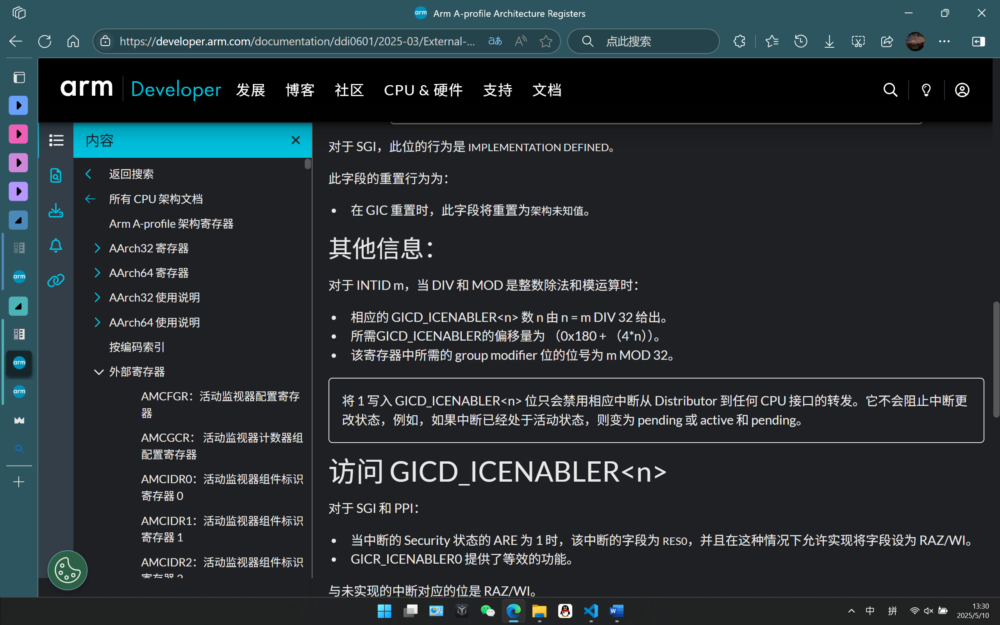 arm Arm A-profile Architecture Registers
https://developer.arm.com/documentation/ddi0601/2025-03/External-...
点此搜索
arm Developer 发展 博客 社区 CPU & 硬件 支持 文档
内容
返回搜索
所有 CPU 架构文档
Arm A-profile 架构寄存器
AArch32 寄存器
AArch64 寄存器
AArch32 使用说明
AArch64 使用说明
按编码索引
外部寄存器
AMCFGR：活动监视器配置寄存
器
AMCGCR： 活动监视器计数器组
配置寄存器
AMCIDR0：活动监视器组件标识
寄存器 0
AMCIDR1：活动监视器组件标识
寄存器 1
AMCIDR2：活动监视器组件标识
寄存器 2
对于 SGI，此位的行为是 IMPLEMENTATION DEFINED。
此字段的重置行为为：
在 GIC 重置时，此字段将重置为架构未知值。
其他信息：
对于 INTID m，当 DIV 和 MOD 是整数除法和模运算时：
相应的 GICD_ICENABLER<n> 数 n 由 n = m DIV 32 给出。
所需GICD_ICENABLER的偏移量为 （0x180 + （4*n））。
该寄存器中所需的 group modifier 位的位号为 m MOD 32。
将 1 写入 GICD_ICENABLER<n> 位只会禁用相应中断从 Distributor 到任何 CPU 接口的转发。它不会阻止中断更
改状态，例如，如果中断已经处于活动状态，则变为 pending 或 active 和 pending。
访问 GICD_ICENABLER<n>
对于 SGI 和 PPI：
当中断的 Security 状态的 ARE 为 1 时，该中断的字段为 RES0，并且在这种情况下允许实现将字段设为 RAZ/WI。
GICR_ICENABLER0 提供了等效的功能。
与未实现的中断对应的位是 RAZ/WI。
arm
arm
arm
中 拼
13:30
2025/5/10